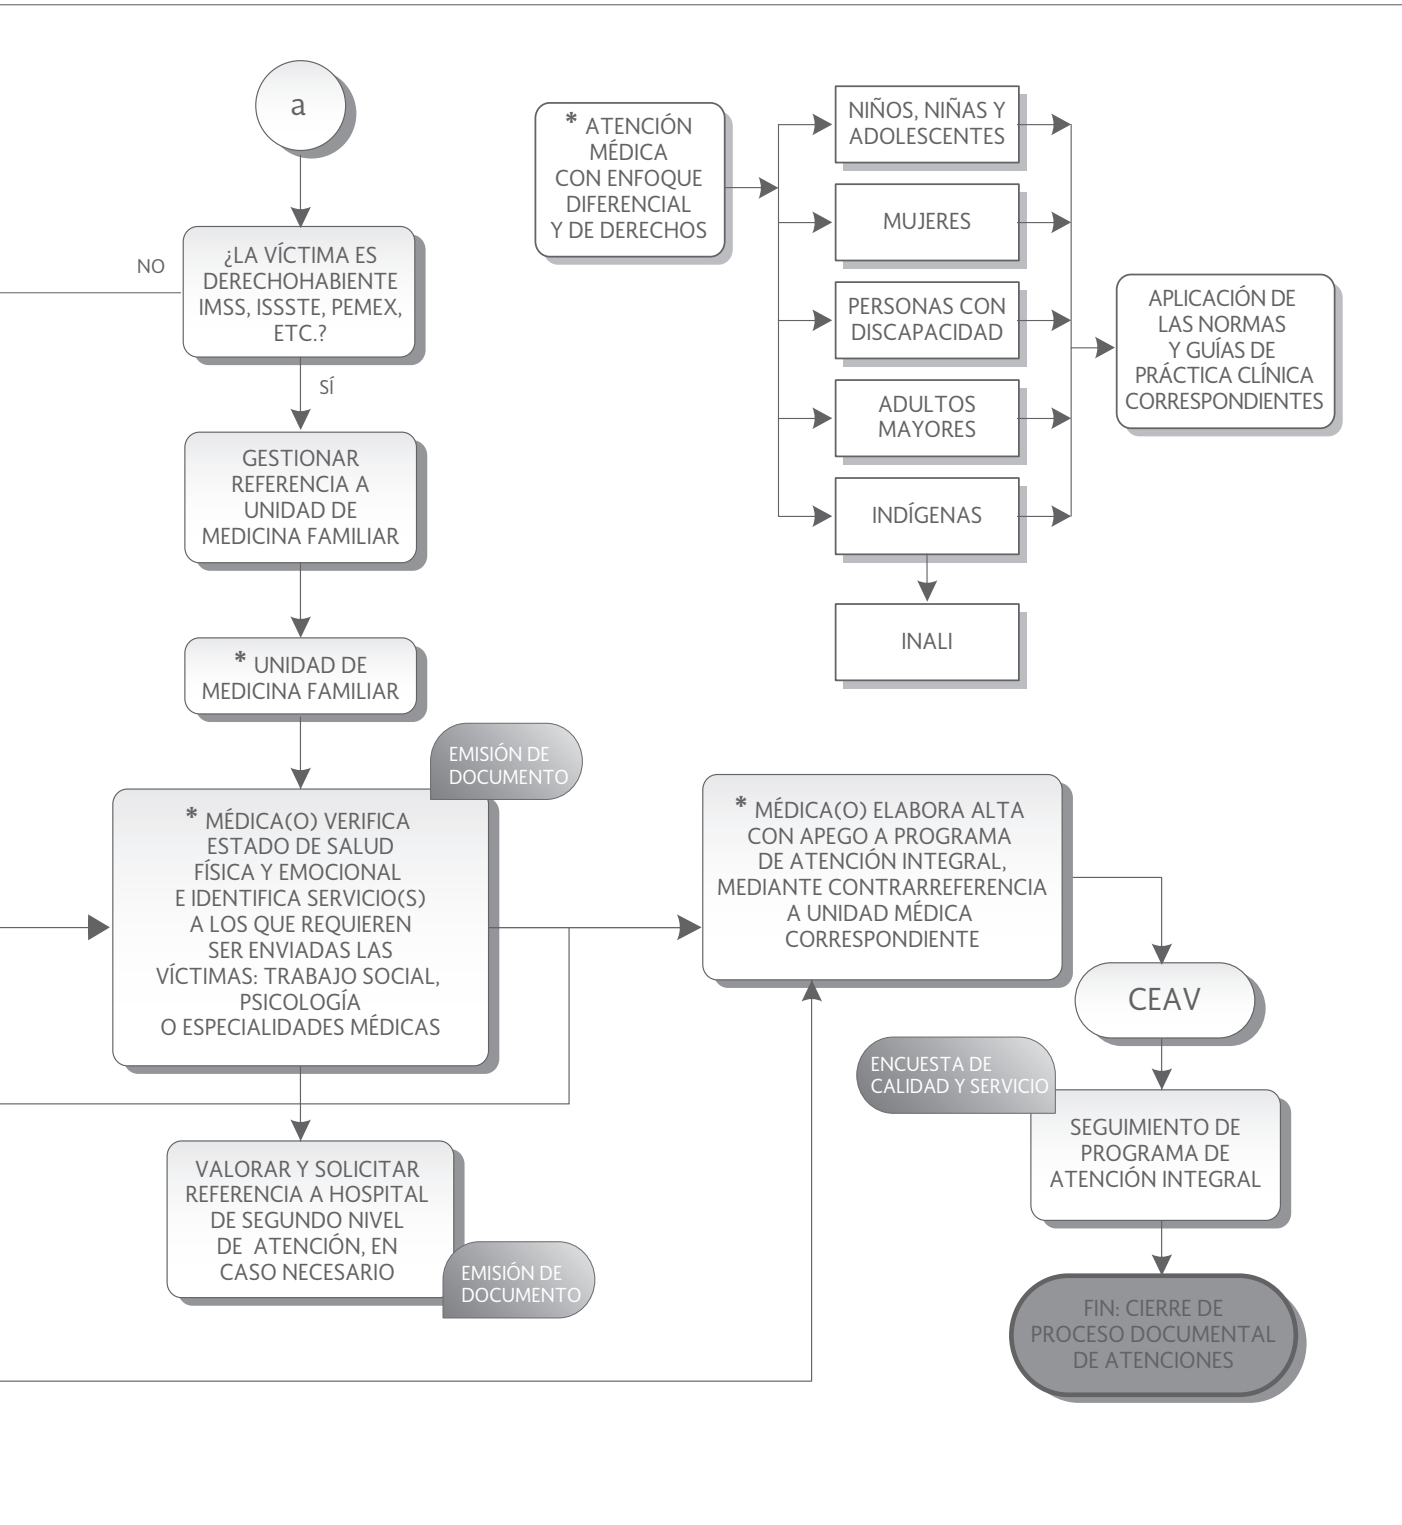 a
NO
¿LA VÍCTIMA ES
DERECHOHABIENTE
IMSS, ISSSTE, PEMEX,
ETC.?
SÍ
GESTIONAR
REFERENCIA A
UNIDAD DE
MEDICINA FAMILIAR
* UNIDAD DE
MEDICINA FAMILIAR
EMISIÓN DE
DOCUMENTO
* MÉDICA(O) VERIFICA
ESTADO DE SALUD
FÍSICA Y EMOCIONAL
E IDENTIFICA SERVICIO(S)
A LOS QUE REQUIEREN
SER ENVIADAS LAS
VÍCTIMAS: TRABAJO SOCIAL,
PSICOLOGÍA
O ESPECIALIDADES MÉDICAS
VALORAR Y SOLICITAR
REFERENCIA A HOSPITAL
DE SEGUNDO NIVEL
DE ATENCIÓN, EN
CASO NECESARIO
EMISIÓN DE
DOCUMENTO
* ATENCIÓN
MÉDICA
CON ENFOQUE
DIFERENCIAL
Y DE DERECHOS
NIÑOS, NIÑAS Y
ADOLESCENTES
MUJERES
PERSONAS CON
DISCAPACIDAD
ADULTOS
MAYORES
INDÍGENAS
INALI
APLICACIÓN DE
LAS NORMAS
Y GUÍAS DE
PRÁCTICA CLÍNICA
CORRESPONDIENTES
* MÉDICA(O) ELABORA ALTA
CON APEGO A PROGRAMA
DE ATENCIÓN INTEGRAL,
MEDIANTE CONTRARREFERENCIA
A UNIDAD MÉDICA
CORRESPONDIENTE
CEAV
ENCUESTA DE
CALIDAD Y SERVICIO
SEGUIMIENTO DE
PROGRAMA DE
ATENCIÓN INTEGRAL
FIN: CIERRE DE
PROCESO DOCUMENTAL
DE ATENCIONES